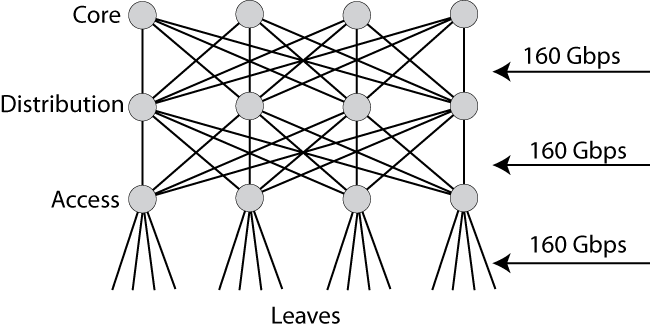 Core
160 Gbps
Distribution
160 Gbps
Access
160 Gbps
Leaves